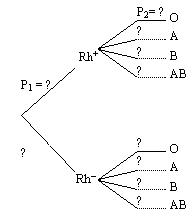 P₂= ? O
? A
Rh⁺ ? B
? AB
P₁ = ?
?
? O
? A
Rh⁻ ? B
? AB